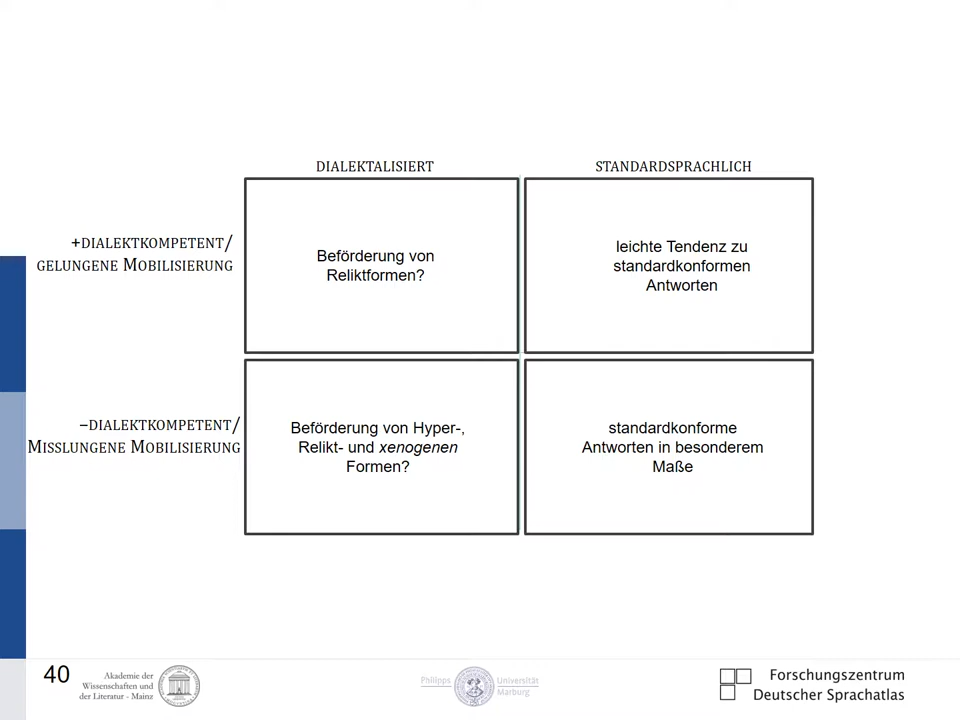 DIALEKTALISIERT
STANDARDSPRACHLICH
+DIALEKTKOMPETENT/
GELUNGENE MOBILISIERUNG
Beförderung von
Reliktformen?
leichte Tendenz zu
standardkonformen
Antworten
–DIALEKTKOMPETENT/
MISSLUNGENE MOBILISIERUNG
Beförderung von Hyper-,
Relikt- und xenogenen
Formen?
standardkonforme
Antworten in besonderem
Maße
40
Akademie der
Wissenschaften und
der Literatur - Mainz
Philipps
Universität
Marburg
Forschungszentrum
Deutscher Sprachatlas